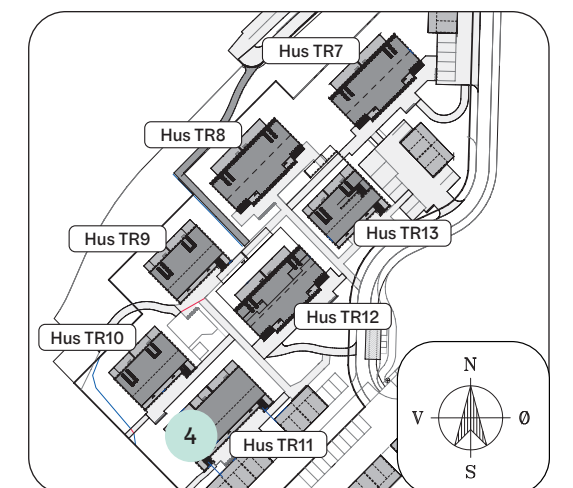 Hus TR7
Hus TR8
Hus TR9
Hus TR13
Hus TR12
Hus TR10
4
Hus TR11
N
V Ø
S